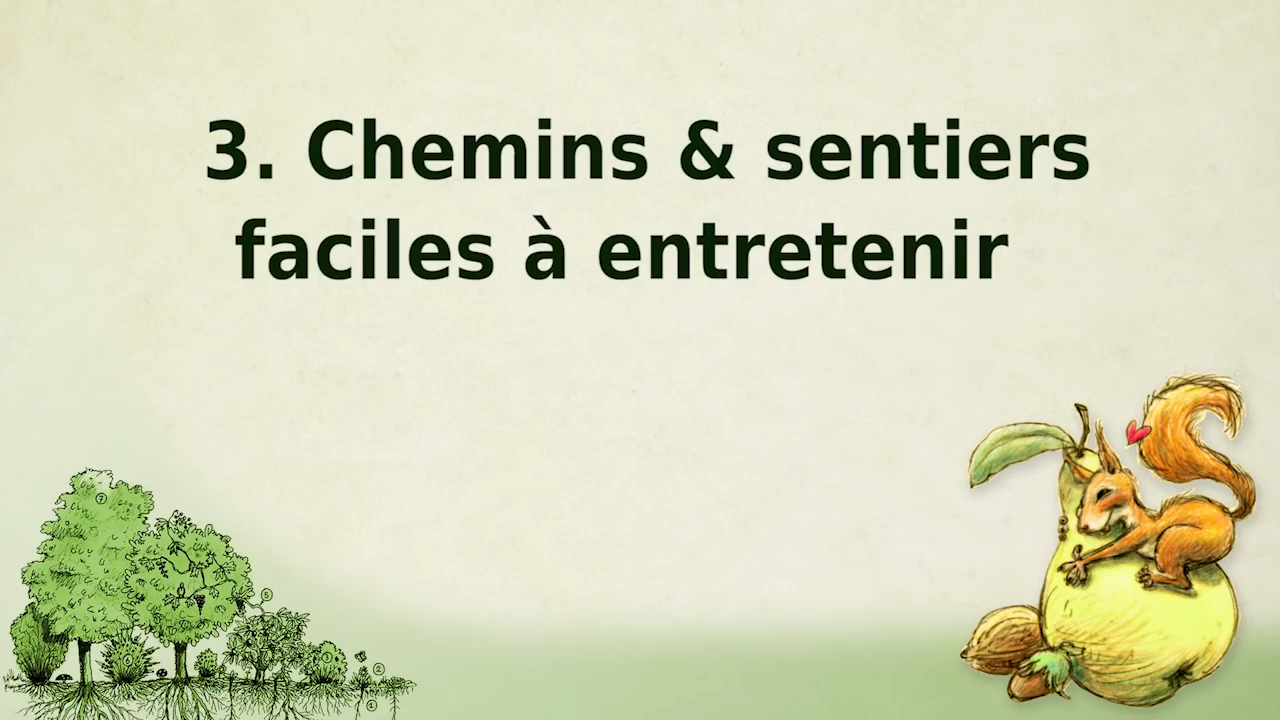 3. Chemins & sentiers
faciles à entretenir